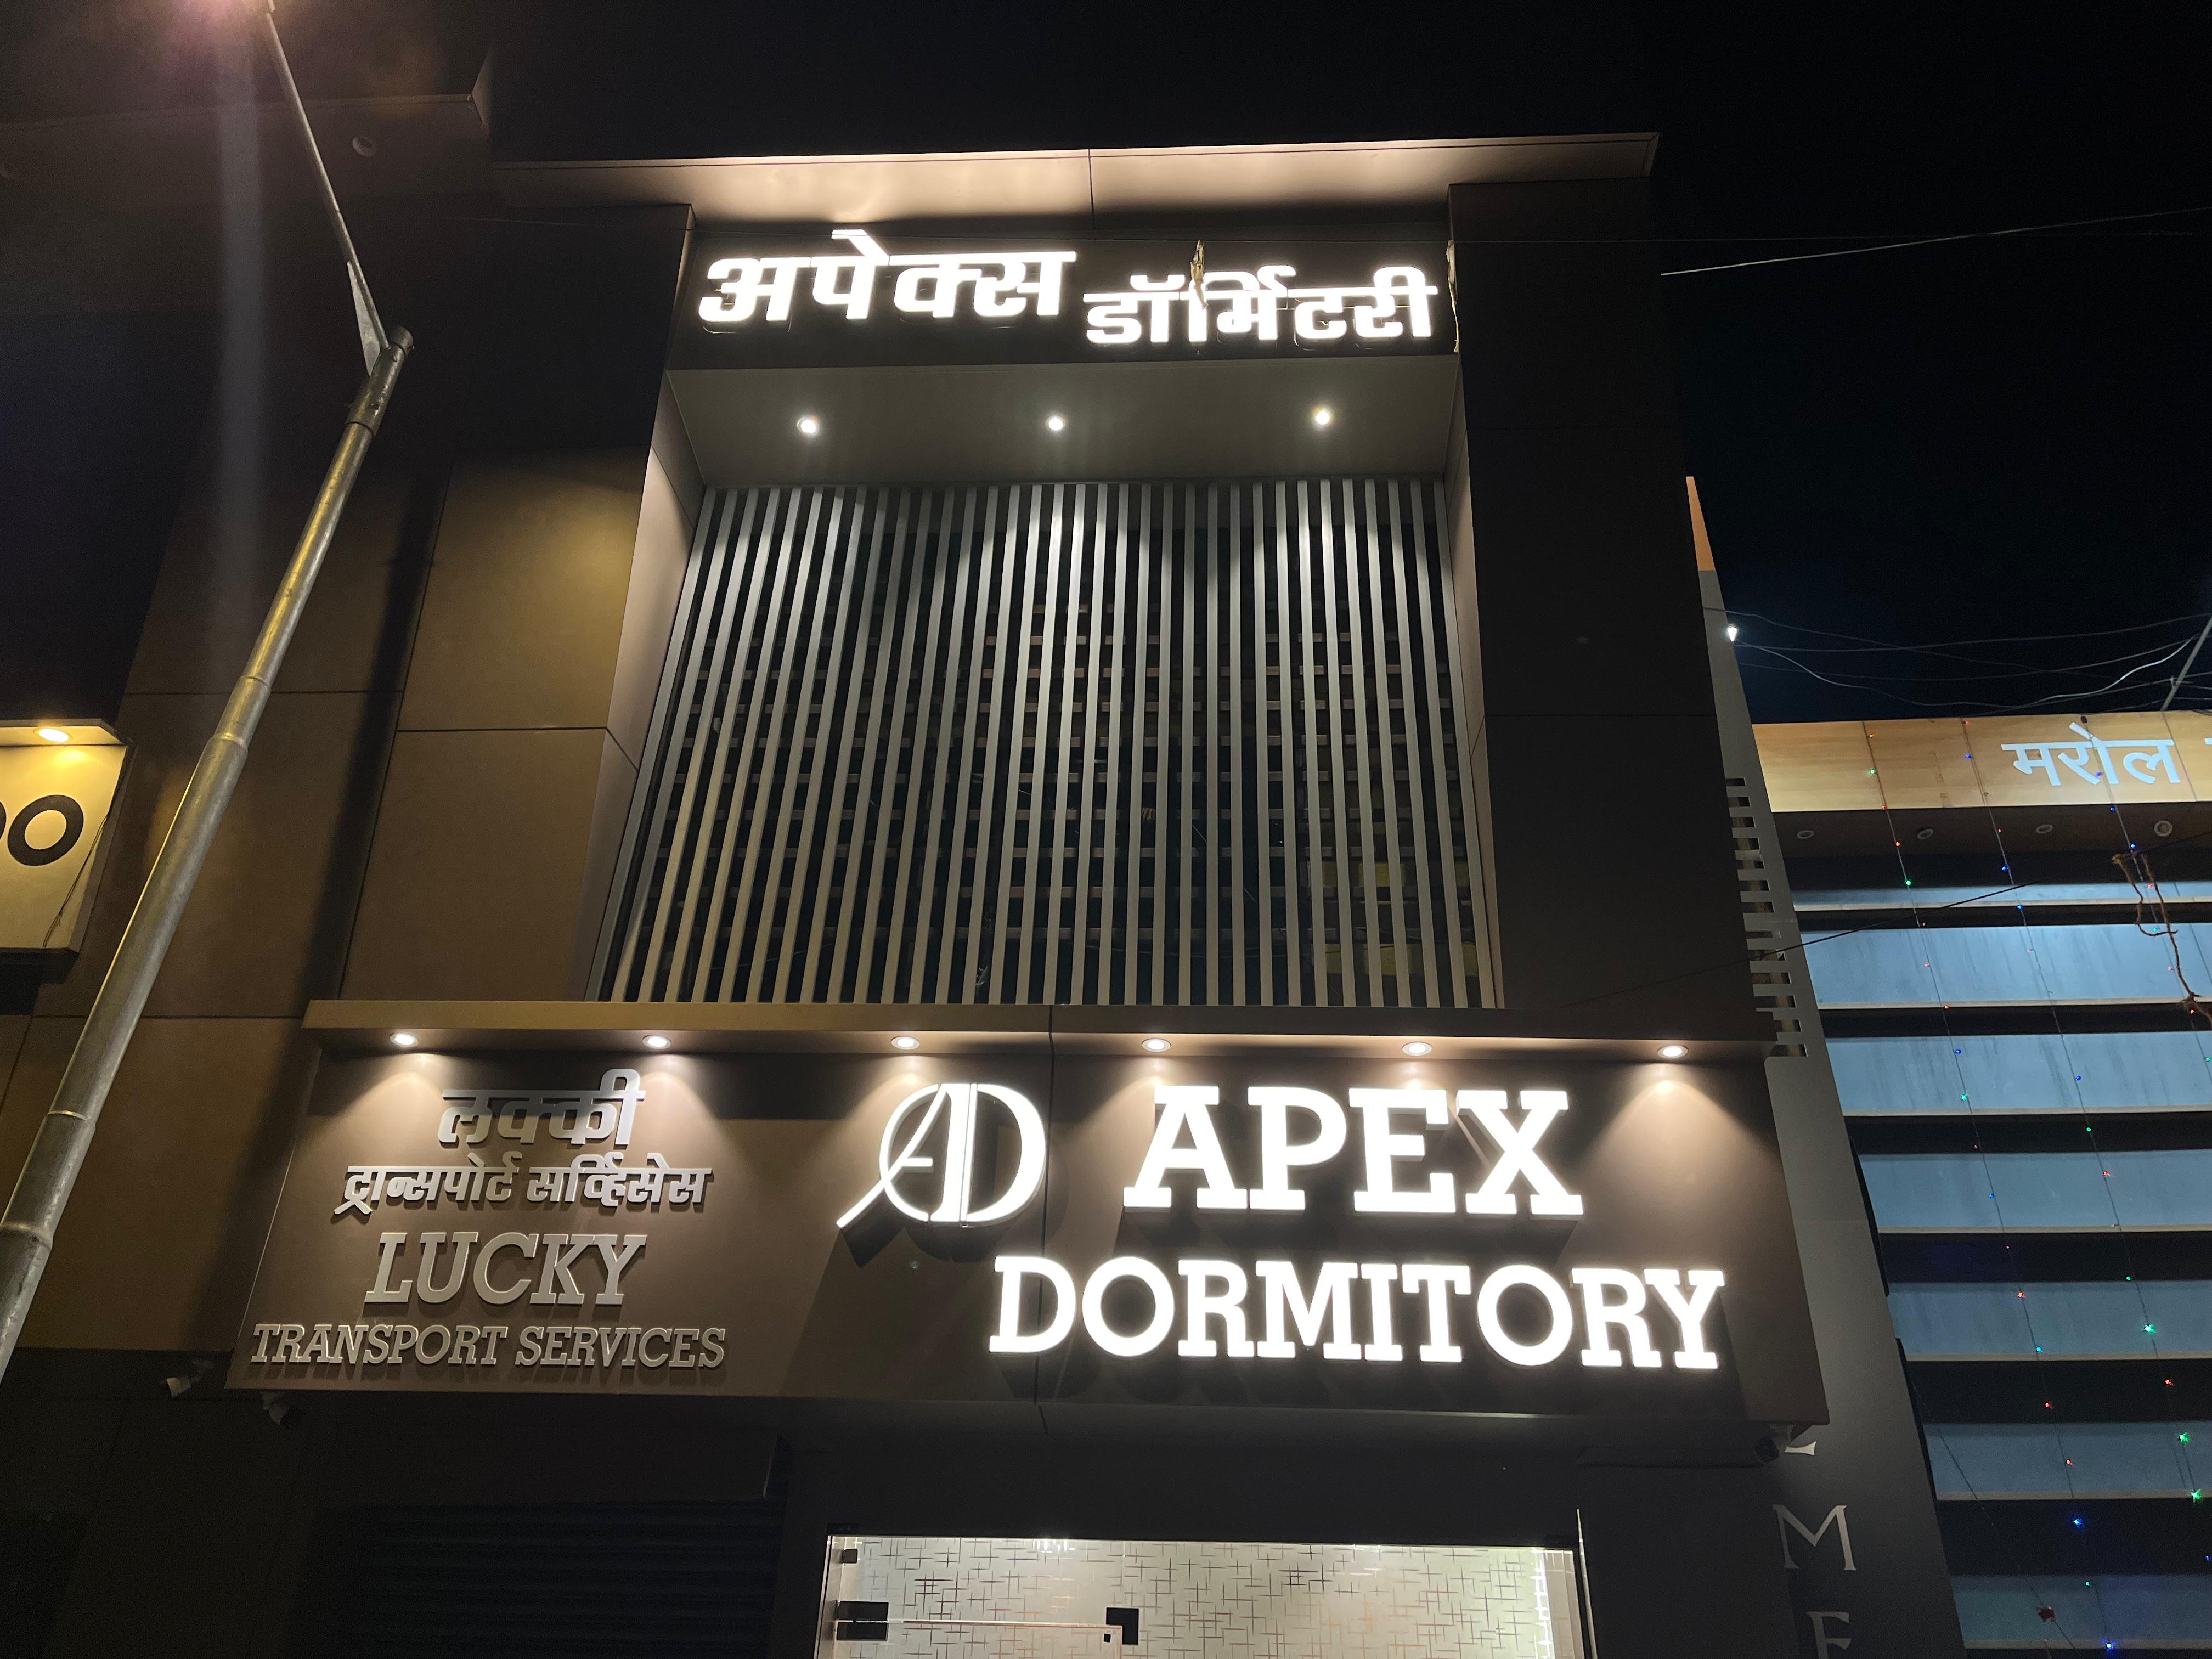 अपेक्स डॉर्मिटरी
लक्की
ट्रान्सपोर्ट सर्व्हिसेस
LUCKY
TRANSPORT SERVICES
AD APEX
DORMITORY
मरोल
M
E